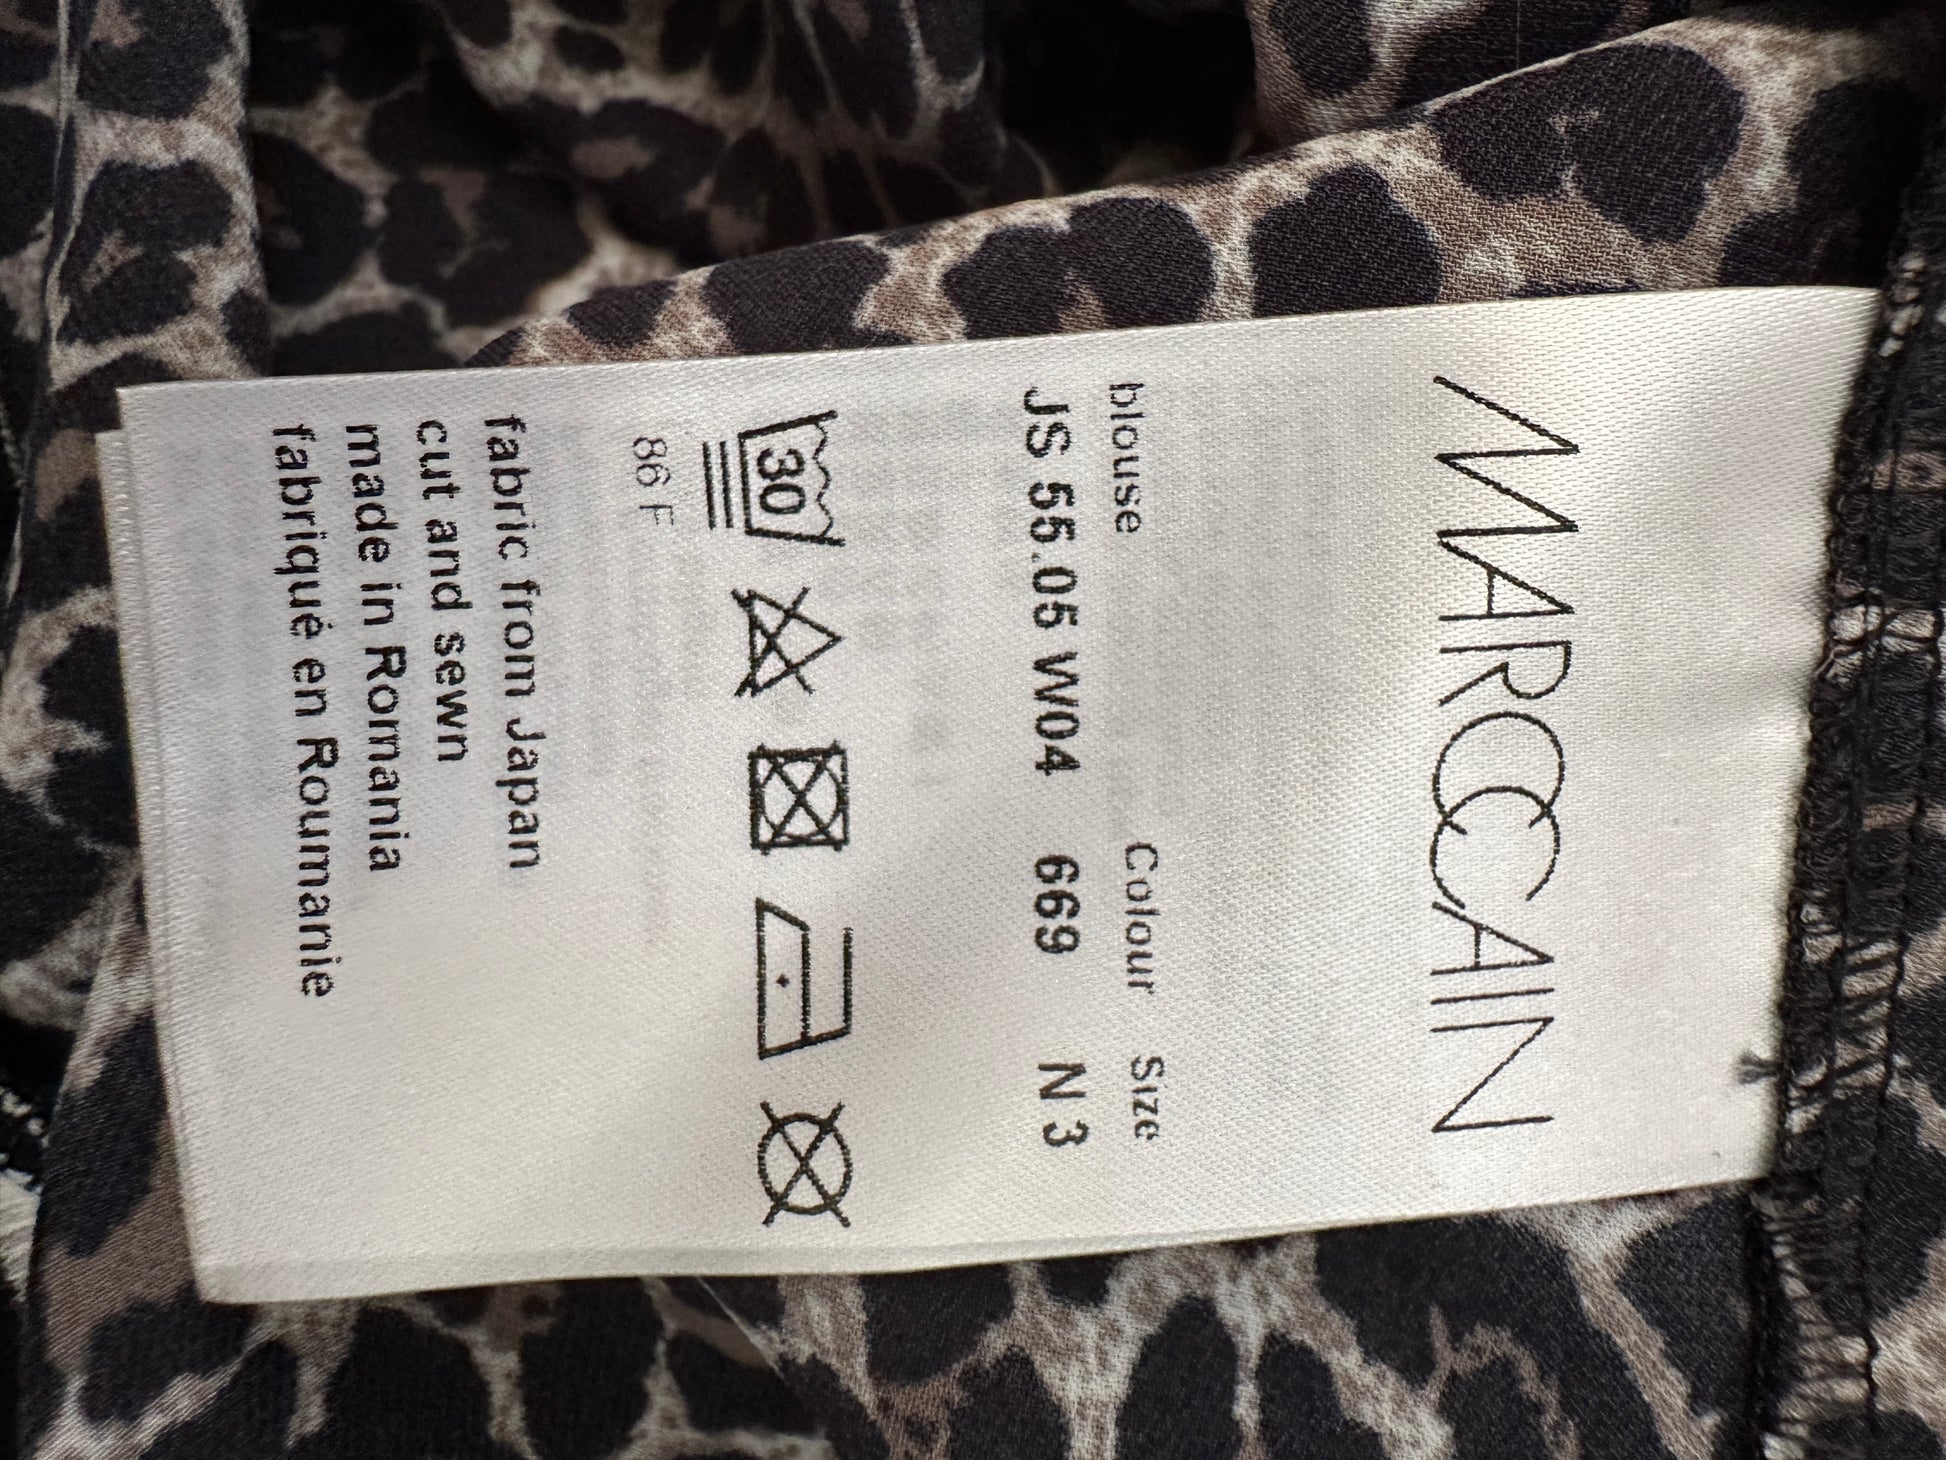 MARCCAIN
blouse Colour Size
JS 55.05 W04 669 N 3
30
86 F
fabric from Japan
cut and sewn
made in Romania
fabriqué en Roumanie